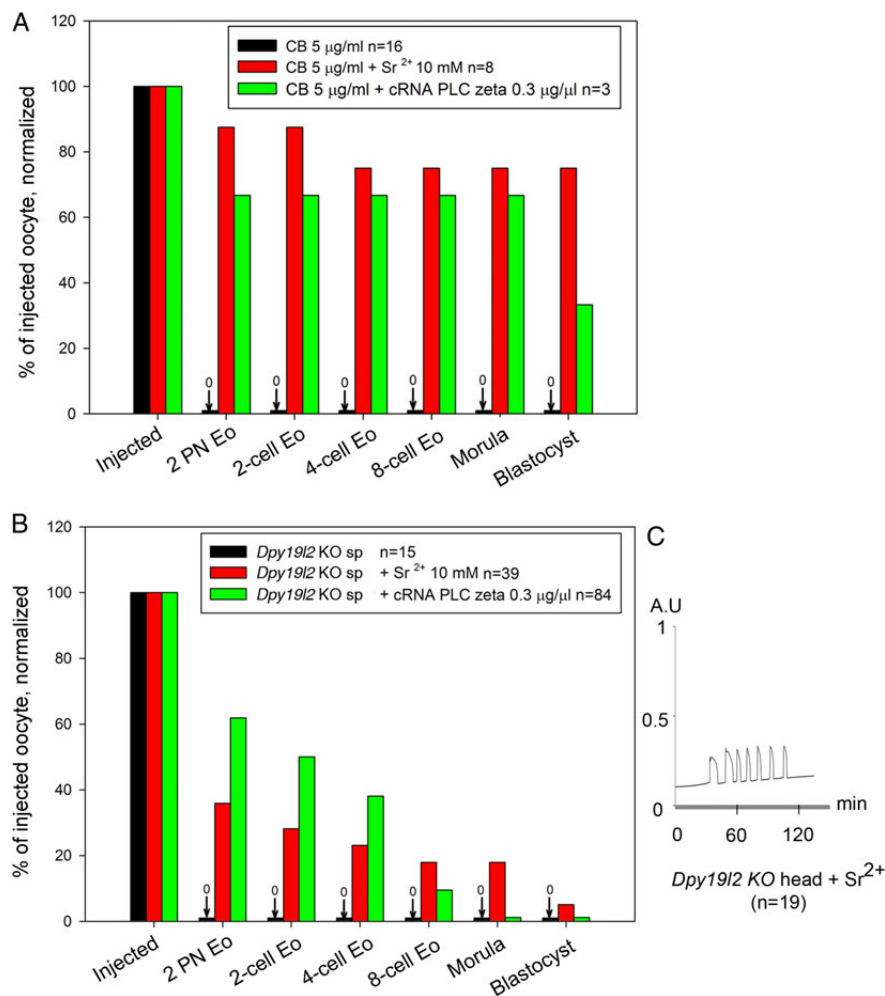 A
% of injected oocyte, normalized
120
100
80
60
40
20
0
CB 5 μg/ml n=16
CB 5 μg/ml + Sr 2+ 10 mM n=8
CB 5 μg/ml + cRNA PLC zeta 0.3 μg/μl n=3
0 0 0 0 0 0
Injected
2 PN Eo
2-cell Eo
4-cell Eo
8-cell Eo
Morula
Blastocyst
B
% of injected oocyte, normalized
120
100
80
60
40
20
0
Dpy19l2 KO sp n=15
Dpy19l2 KO sp + Sr 2+ 10 mM n=39
Dpy19l2 KO sp + cRNA PLC zeta 0.3 μg/μl n=84
0 0 0 0 0 0
Injected
2 PN Eo
2-cell Eo
4-cell Eo
8-cell Eo
Morula
Blastocyst
C
A.U
1
0.5
0
min
0 60 120
Dpy19l2 KO head + Sr2+
(n=19)